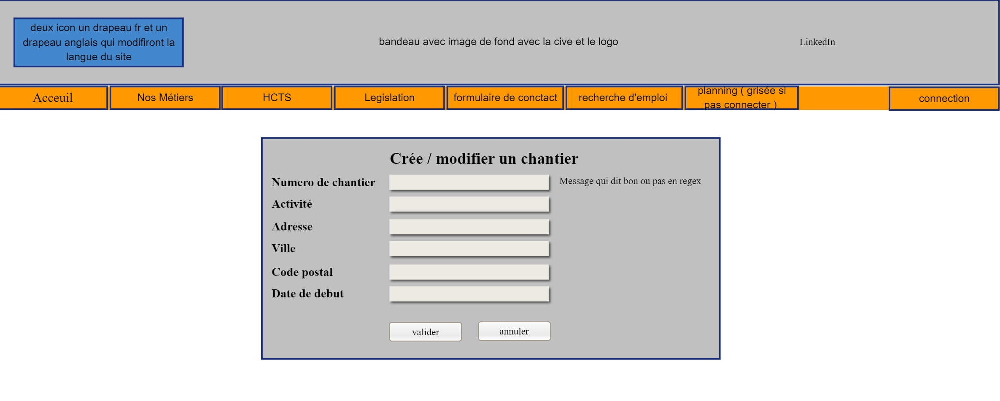 deux icon un drapeau fr et un
drapeau anglais qui modifiront la
langue du site
bandeau avec image de fond avec la cive et le logo
LinkedIn
Acceuil
Nos Métiers
HCTS
Legislation
formulaire de conctact
recherche d'emploi
planning ( grisée si
pas connecter )
connection
Crée / modifier un chantier
Numero de chantier
Message qui dit bon ou pas en regex
Activité
Adresse
Ville
Code postal
Date de debut
valider
annuler